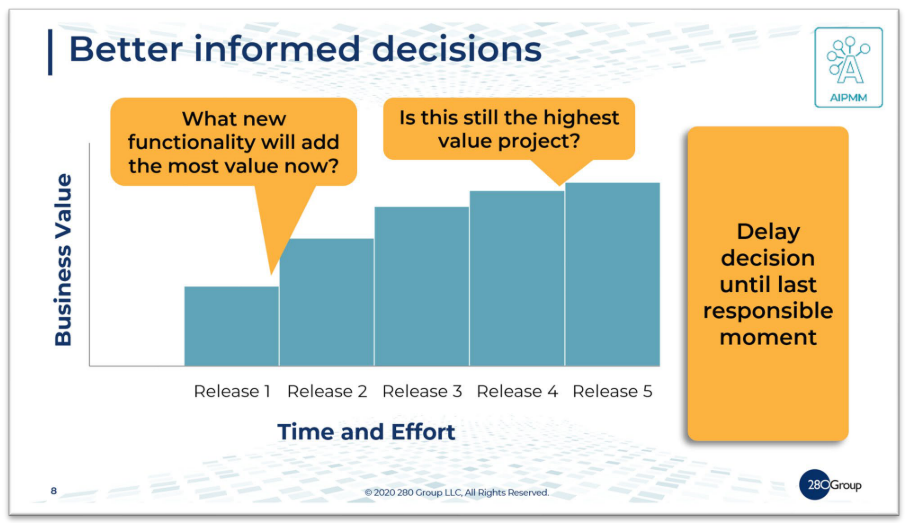 Better informed decisions
AIPMM
What new
functionality will add
the most value now?
Is this still the highest
value project?
Business Value
Delay
decision
until last
responsible
moment
Release 1
Release 2
Release 3
Release 4
Release 5
Time and Effort
8
© 2020 280 Group LLC, All Rights Reserved.
280Group